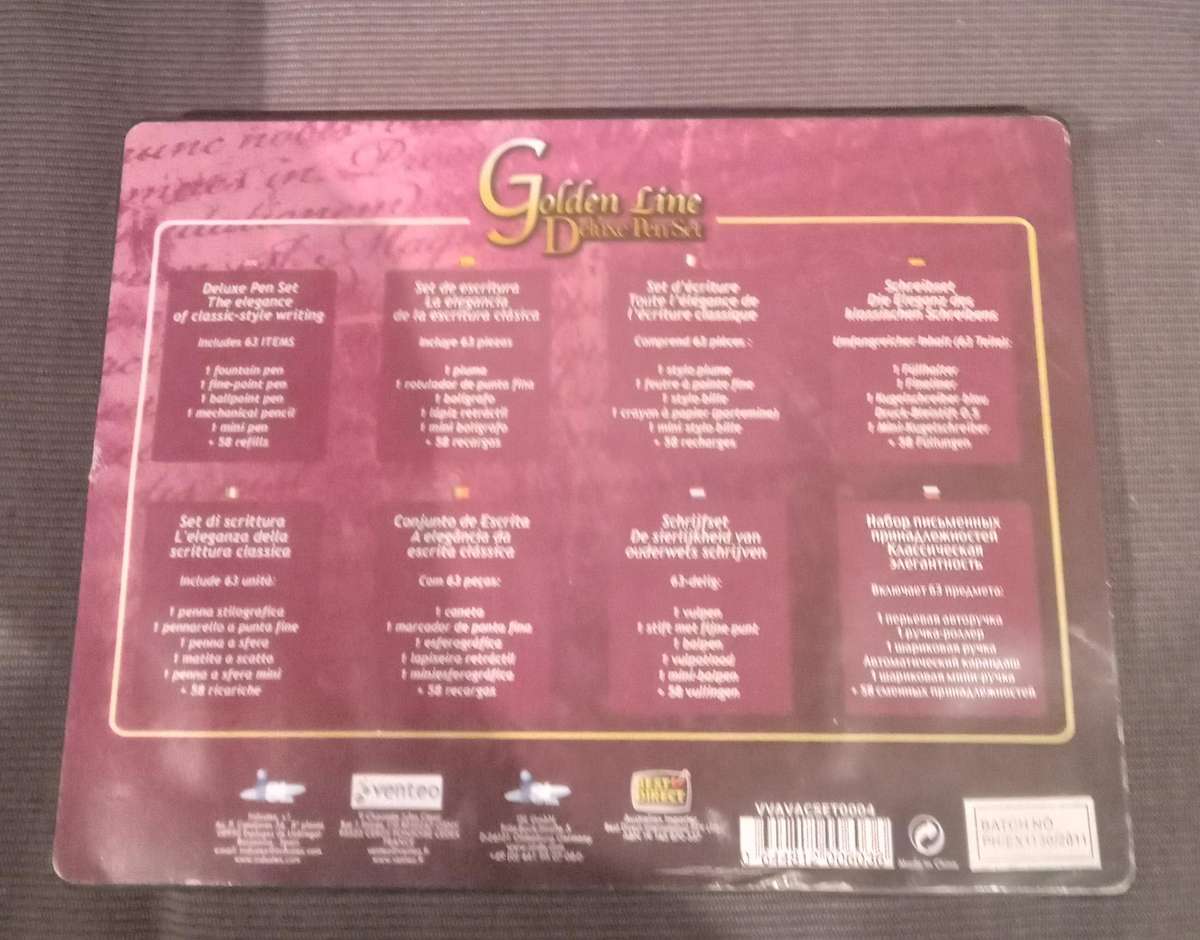 Golden Line
Deluxe Pen Set
Deluxe Pen Set
The elegance
of classic-style writing
Includes 63 ITEMS
1 fountain pen
1 fine-point pen
1 ballpoint pen
1 mechanical pencil
1 mini pen
+ 58 refills
Set de escritura
La elegancia
de la escritura clásica
Incluye 63 piezas
1 pluma
1 rotulador de punta fina
1 bolígrafo
1 lápiz retráctil
1 mini bolígrafo
+ 58 recargas
Set d'écriture
Toute l'élégance de
l'écriture classique
Comprend 63 pièces :
1 stylo plume
1 feutre à pointe fine
1 stylo bille
1 crayon à papier (portemine)
1 mini stylo bille
+ 58 recharges
Schreibset
Die Eleganz des
klassischen Schreibens
Umfangreicher Inhalt (63 Teile):
1 Füllhalter
1 Fineliner
1 Kugelschreiber blau,
Druck-Bleistift 0,5
1 Mini-Kugelschreiber
+ 58 Füllungen
Set di scrittura
L'eleganza della
scrittura classica
Include 63 unità:
1 penna stilografica
1 pennarello a punta fine
1 penna a sfera
1 matita a scatto
1 penna a sfera mini
+ 58 ricariche
Conjunto de Escrita
A elegância da
escrita clássica
Com 63 peças:
1 caneta
1 marcador de ponta fina
1 esferográfica
1 lapiseira retráctil
1 miniesferográfica
+ 58 recargas
Schrijfset
De sierlijkheid van
ouderwets schrijven
63-delig:
1 vulpen
1 stift met fijne punt
1 balpen
1 vulpotlood
1 mini-balpen
+ 58 vullingen
Набор письменных
принадлежностей
Классическая
элегантность
Включает 63 предмета:
1 перьевая авторучка
1 ручка-роллер
1 шариковая ручка
Автоматический карандаш
1 шариковая мини-ручка
+ 58 сменных принадлежностей
venteo
BEST
DIRECT
VVAVACSET0004
Made in China
BATCH NO